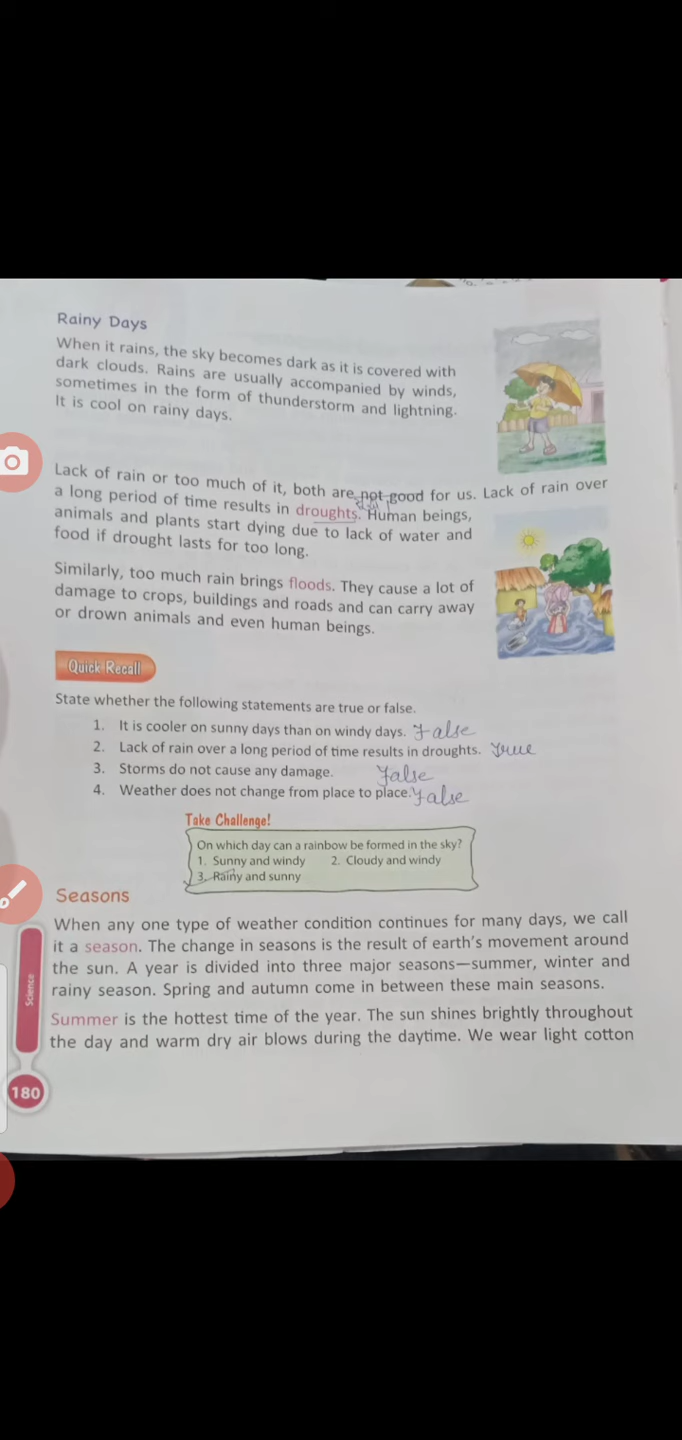 Rainy Days
When it rains, the sky becomes dark as it is covered with
dark clouds. Rains are usually accompanied by winds,
sometimes in the form of thunderstorm and lightning.
It is cool on rainy days.
Lack of rain or too much of it, both are not good for us. Lack of rain over
a long period of time results in droughts. Human beings,
animals and plants start dying due to lack of water and
food if drought lasts for too long.
Similarly, too much rain brings floods. They cause a lot of
damage to crops, buildings and roads and can carry away
or drown animals and even human beings.
Quick Recall
State whether the following statements are true or false.
1. It is cooler on sunny days than on windy days. False
2. Lack of rain over a long period of time results in droughts. True
3. Storms do not cause any damage. False
4. Weather does not change from place to place. False
Take Challenge!
On which day can a rainbow be formed in the sky?
1. Sunny and windy 2. Cloudy and windy
3. Rainy and sunny
Seasons
When any one type of weather condition continues for many days, we call
it a season. The change in seasons is the result of earth's movement around
the sun. A year is divided into three major seasons—summer, winter and
rainy season. Spring and autumn come in between these main seasons.
Summer is the hottest time of the year. The sun shines brightly throughout
the day and warm dry air blows during the daytime. We wear light cotton
Science
180